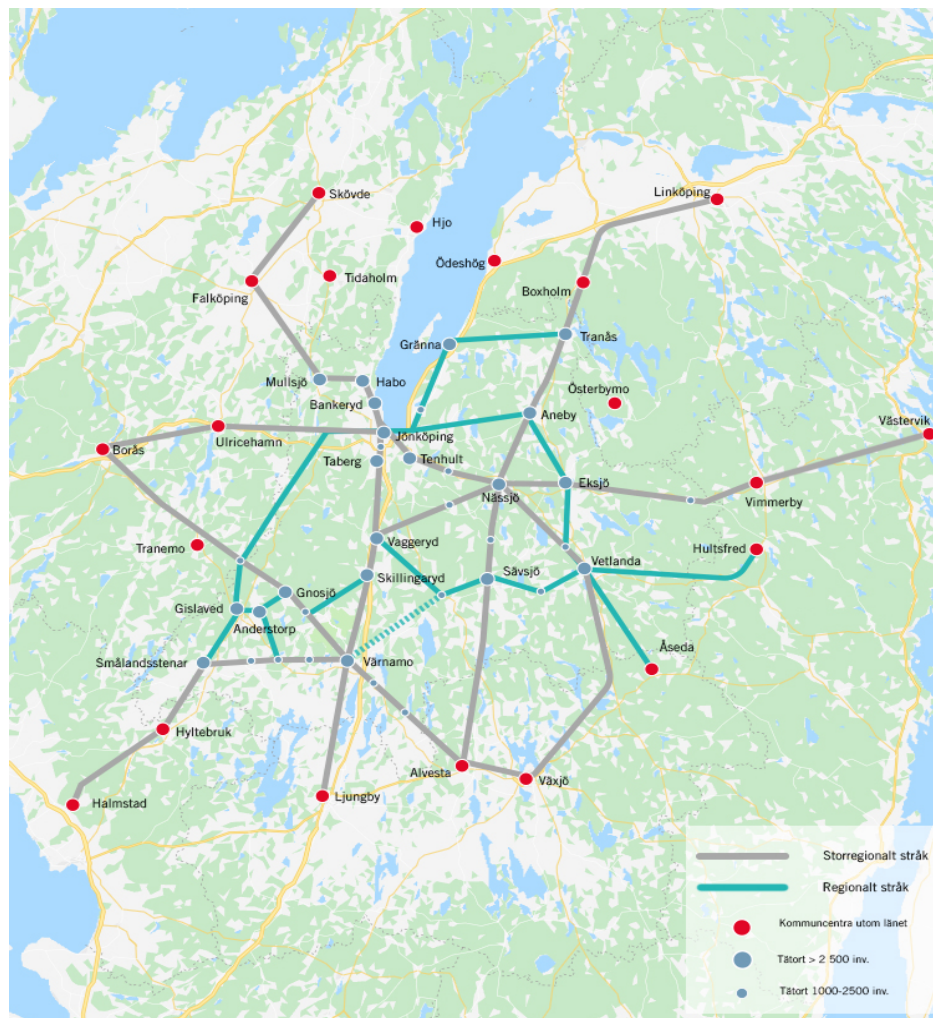 Skövde
Linköping
Hjo
Ödeshög
Tidaholm
Falköping
Boxholm
Gränna
Tranås
Mullsjö
Habo
Österbymo
Bankeryd
Aneby
Västervik
Jönköping
Ulricehamn
Borås
Taberg
Tenhult
Nässjö
Eksjö
Vimmerby
Vaggeryd
Tranemo
Hultsfred
Vetlanda
Skillingaryd
Sävsjö
Gnosjö
Gislaved
Anderstorp
Åseda
Smålandsstenar
Värnamo
Hyltebruk
Alvesta
Växjö
Ljungby
Halmstad
Storregionalt stråk
Regionalt stråk
Kommuncentra utom länet
Tätort > 2 500 inv.
Tätort 1000-2500 inv.